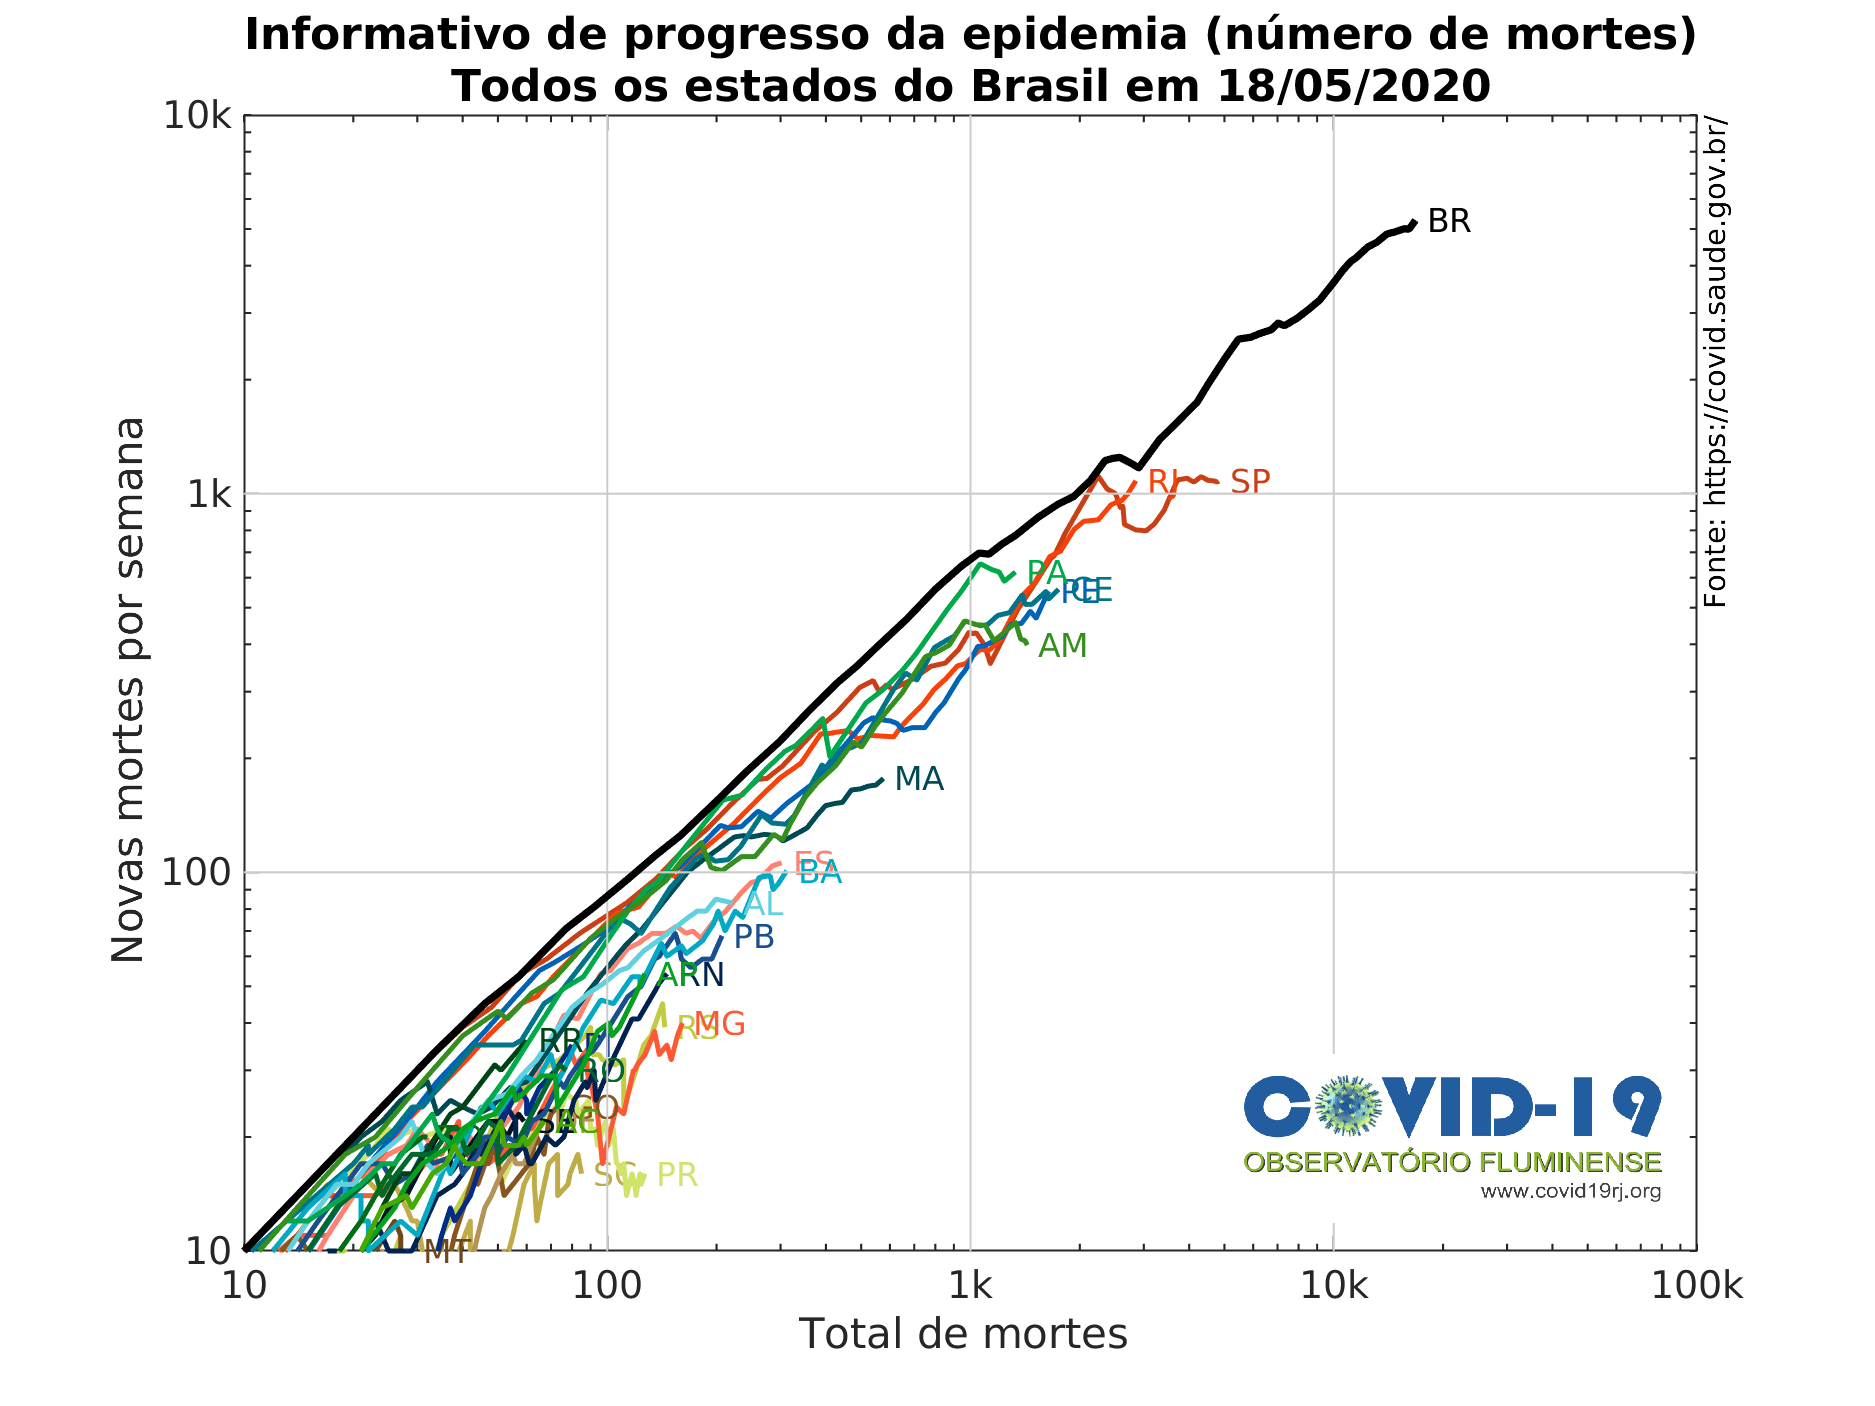 Informativo de progresso da epidemia (número de mortes)
Todos os estados do Brasil em 18/05/2020
10k
1k
100
10
Novas mortes por semana
BR
RJ
SP
PA
PE
CE
AM
MA
ES
BA
AL
PB
AP
RN
RS
MG
RR
RO
GO
SE
AC
SC
PR
MT
10
100
1k
10k
100k
Total de mortes
Fonte: https://covid.saude.gov.br/
COVID-19
OBSERVATÓRIO FLUMINENSE
www.covid19rj.org